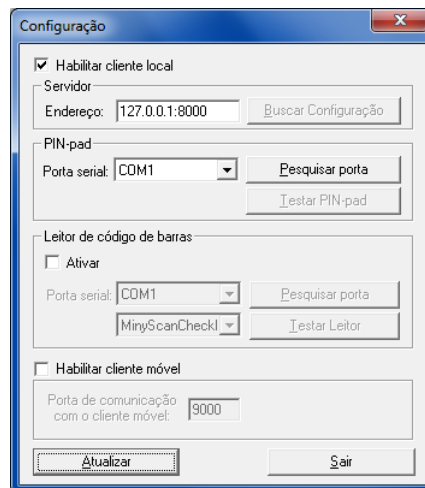 Configuração
Habilitar cliente local
Servidor
Endereço: 127.0.0.1:8000 Buscar Configuração
PIN-pad
Porta serial: COM1 Pesquisar porta
Testar PIN-pad
Leitor de código de barras
Ativar
Porta serial: COM1 Pesquisar porta
MinyScanCheckI Testar Leitor
Habilitar cliente móvel
Porta de comunicação
com o cliente móvel: 9000
Atualizar Sair